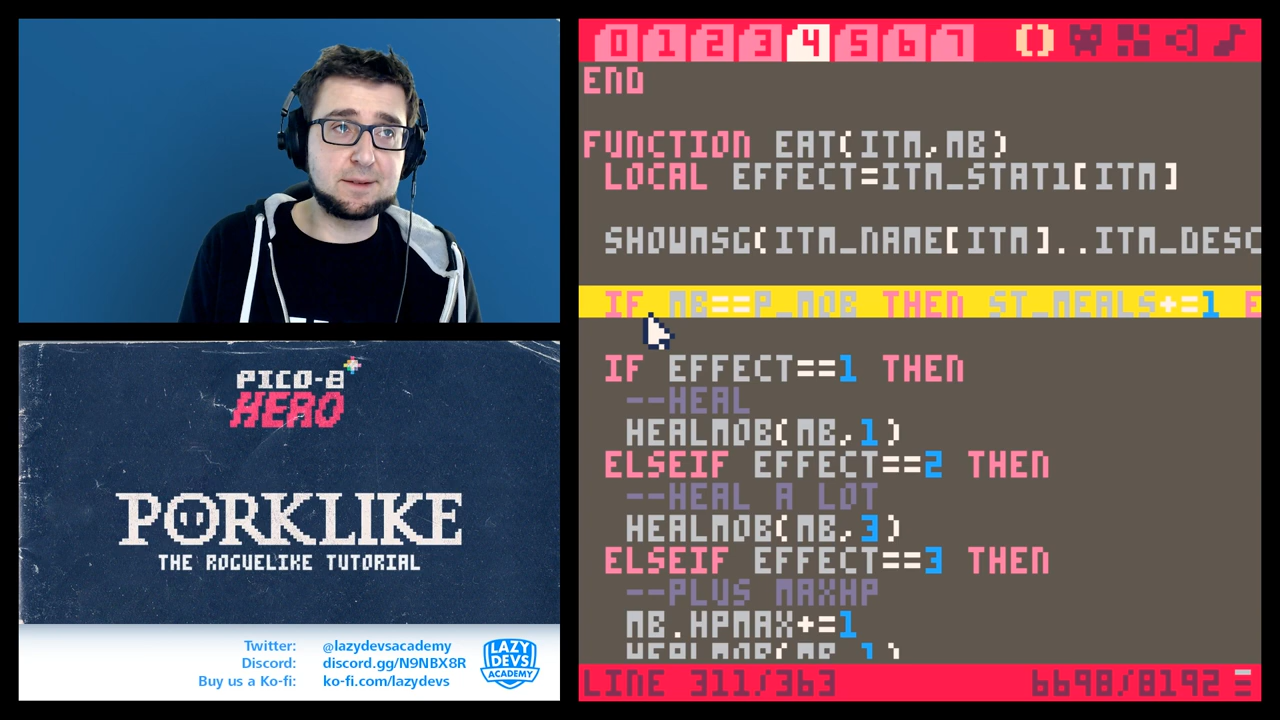 PICO-8
HERO
PORKLIKE
THE ROGUELIKE TUTORIAL
Twitter: @lazydevsacademy
Discord: discord.gg/N9NBX8R
Buy us a Ko-fi: ko-fi.com/lazydevs
LAZY
DEVS
ACADEMY
0 1 2 3 4 5 6 7
END
FUNCTION EAT(ITM,MB)
LOCAL EFFECT=ITM_STAT1[ITM]
SHOWMSG(ITM_NAME[ITM]..ITM_DESC
IF MB==P_MOB THEN ST_MEALS+=1 E
IF EFFECT==1 THEN
--HEAL
HEALMOB(MB,1)
ELSEIF EFFECT==2 THEN
--HEAL A LOT
HEALMOB(MB,3)
ELSEIF EFFECT==3 THEN
--PLUS MAXHP
MB.HPMAX+=1
HEALMOB(MB,1)
LINE 311/363
6698/8192